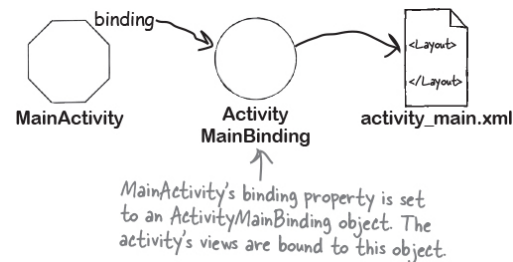 binding
<Layout>
</Layout>
MainActivity
Activity
MainBinding
activity_main.xml
MainActivity's binding property is set
to an ActivityMainBinding object. The
activity's views are bound to this object.